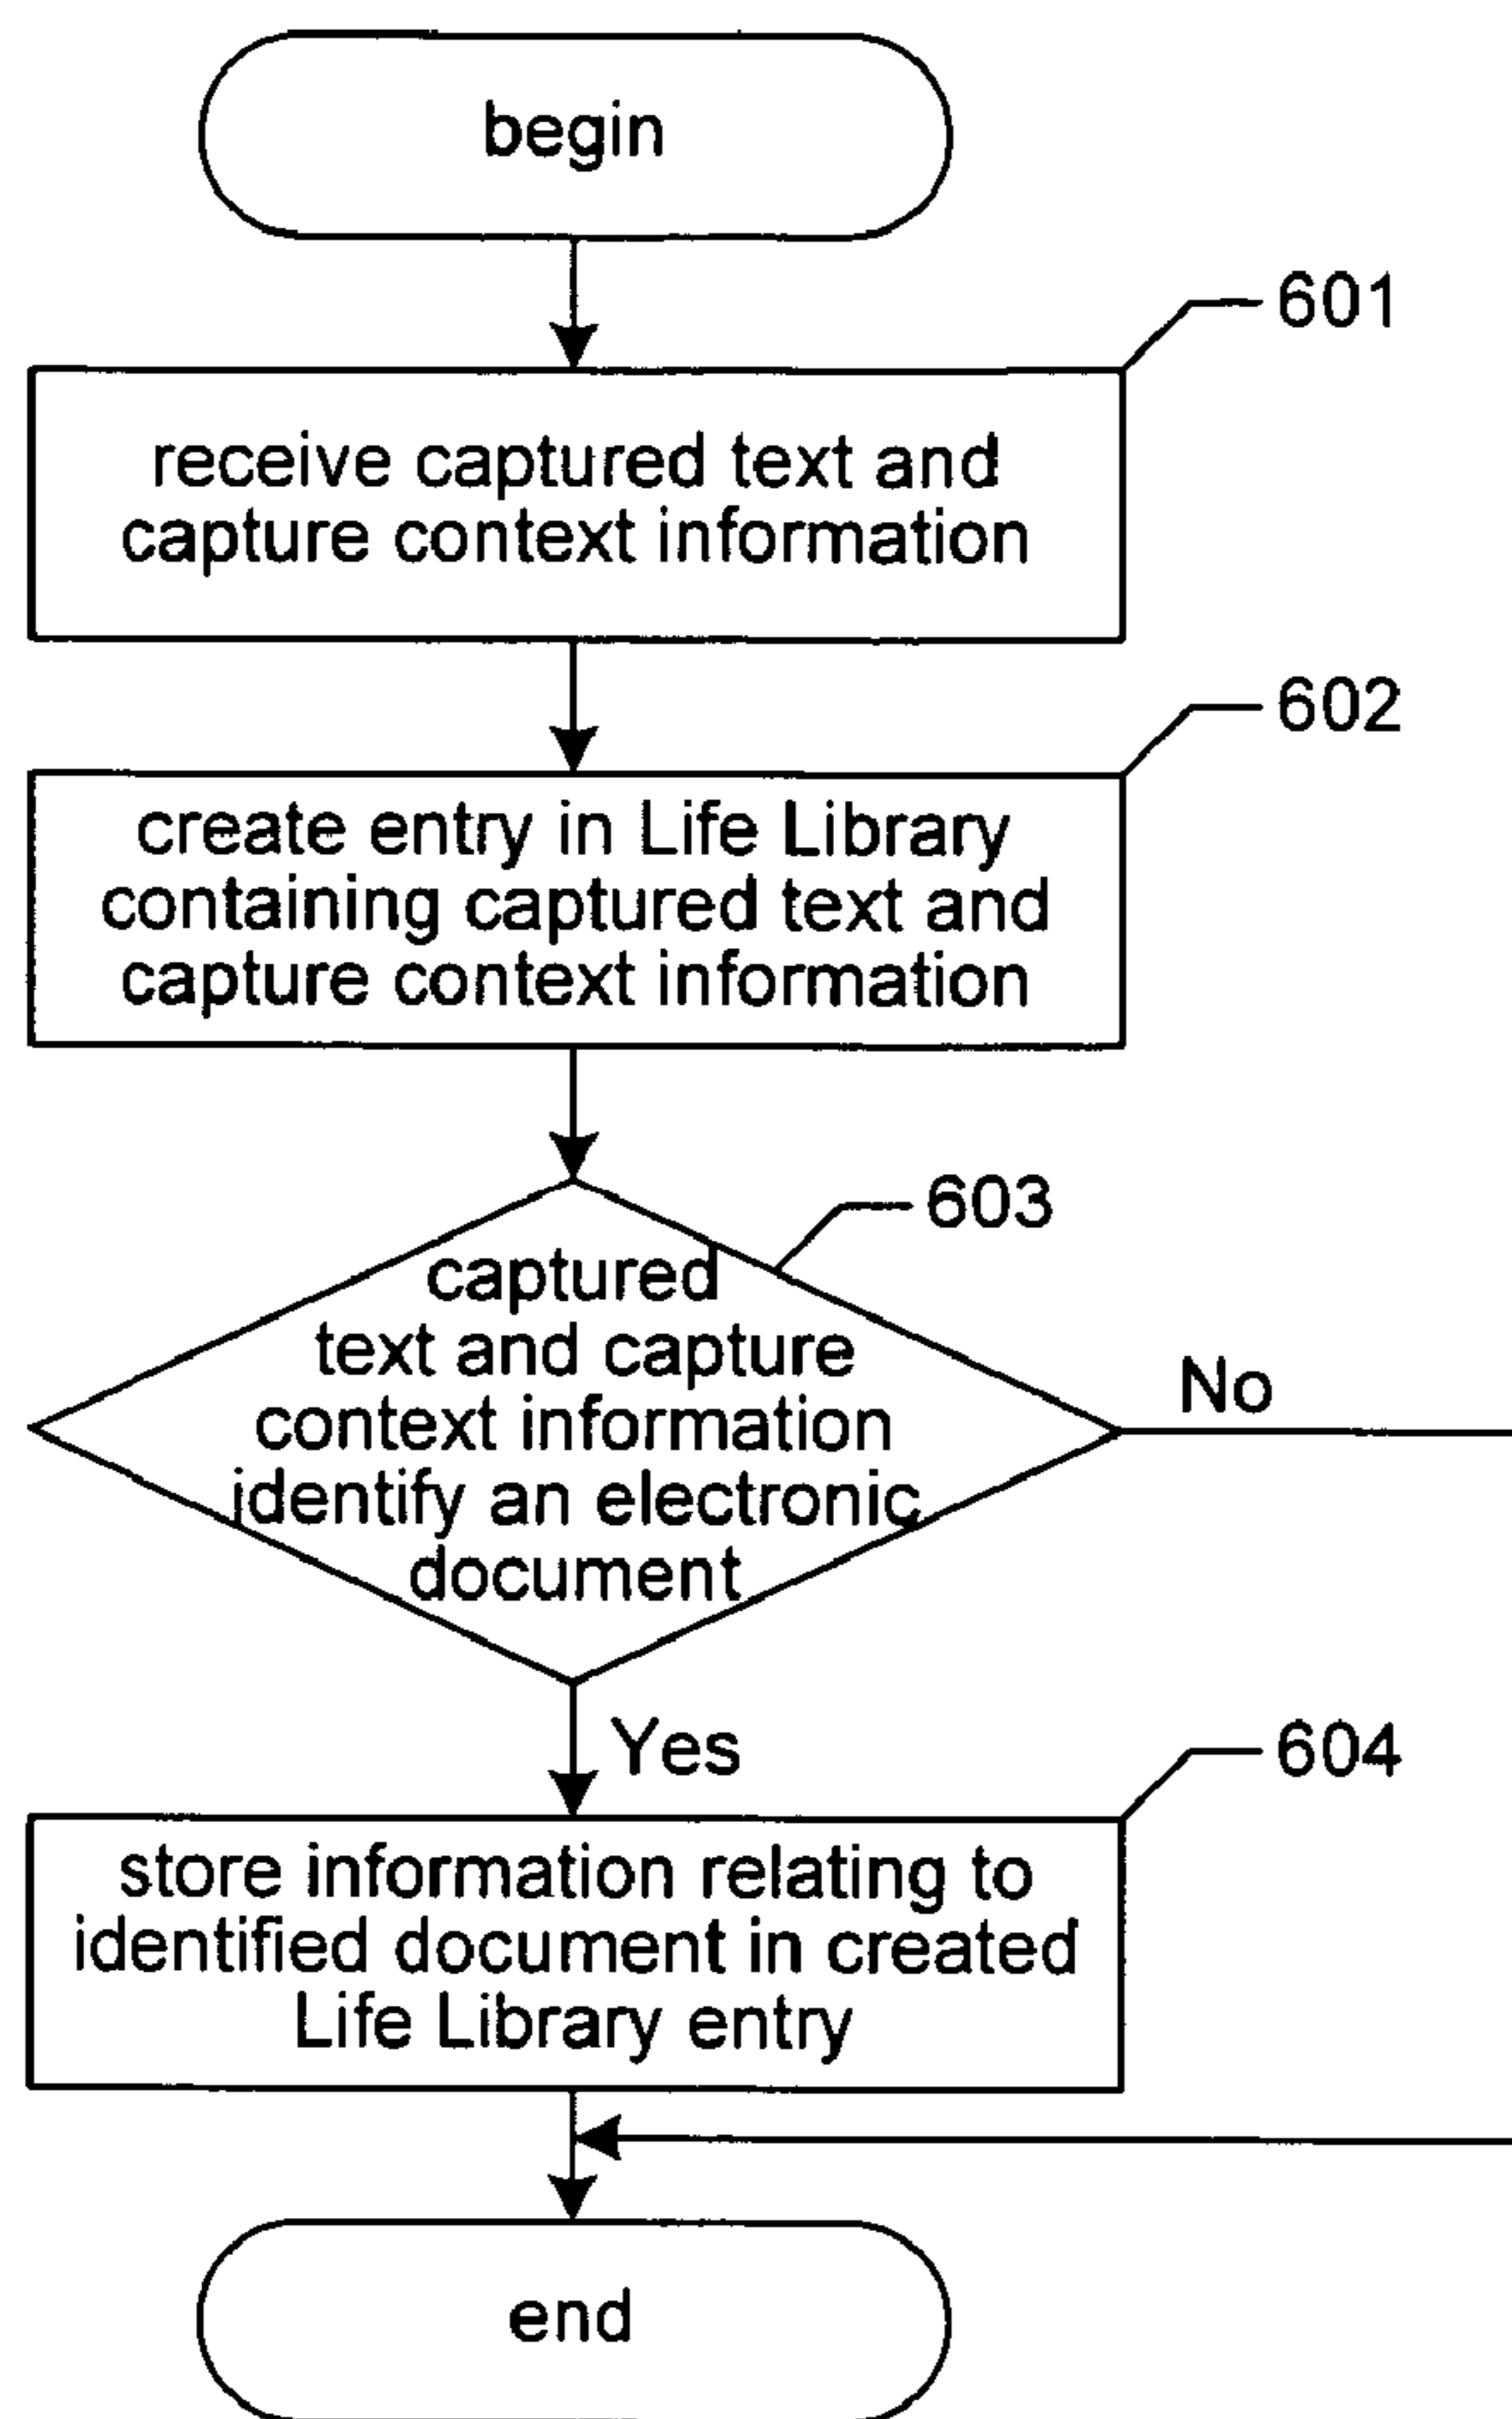 begin
601
receive captured text and
capture context information
602
create entry in Life Library
containing captured text and
capture context information
603
captured
text and capture
context information
identify an electronic
document
No
Yes
604
store information relating to
identified document in created
Life Library entry
end